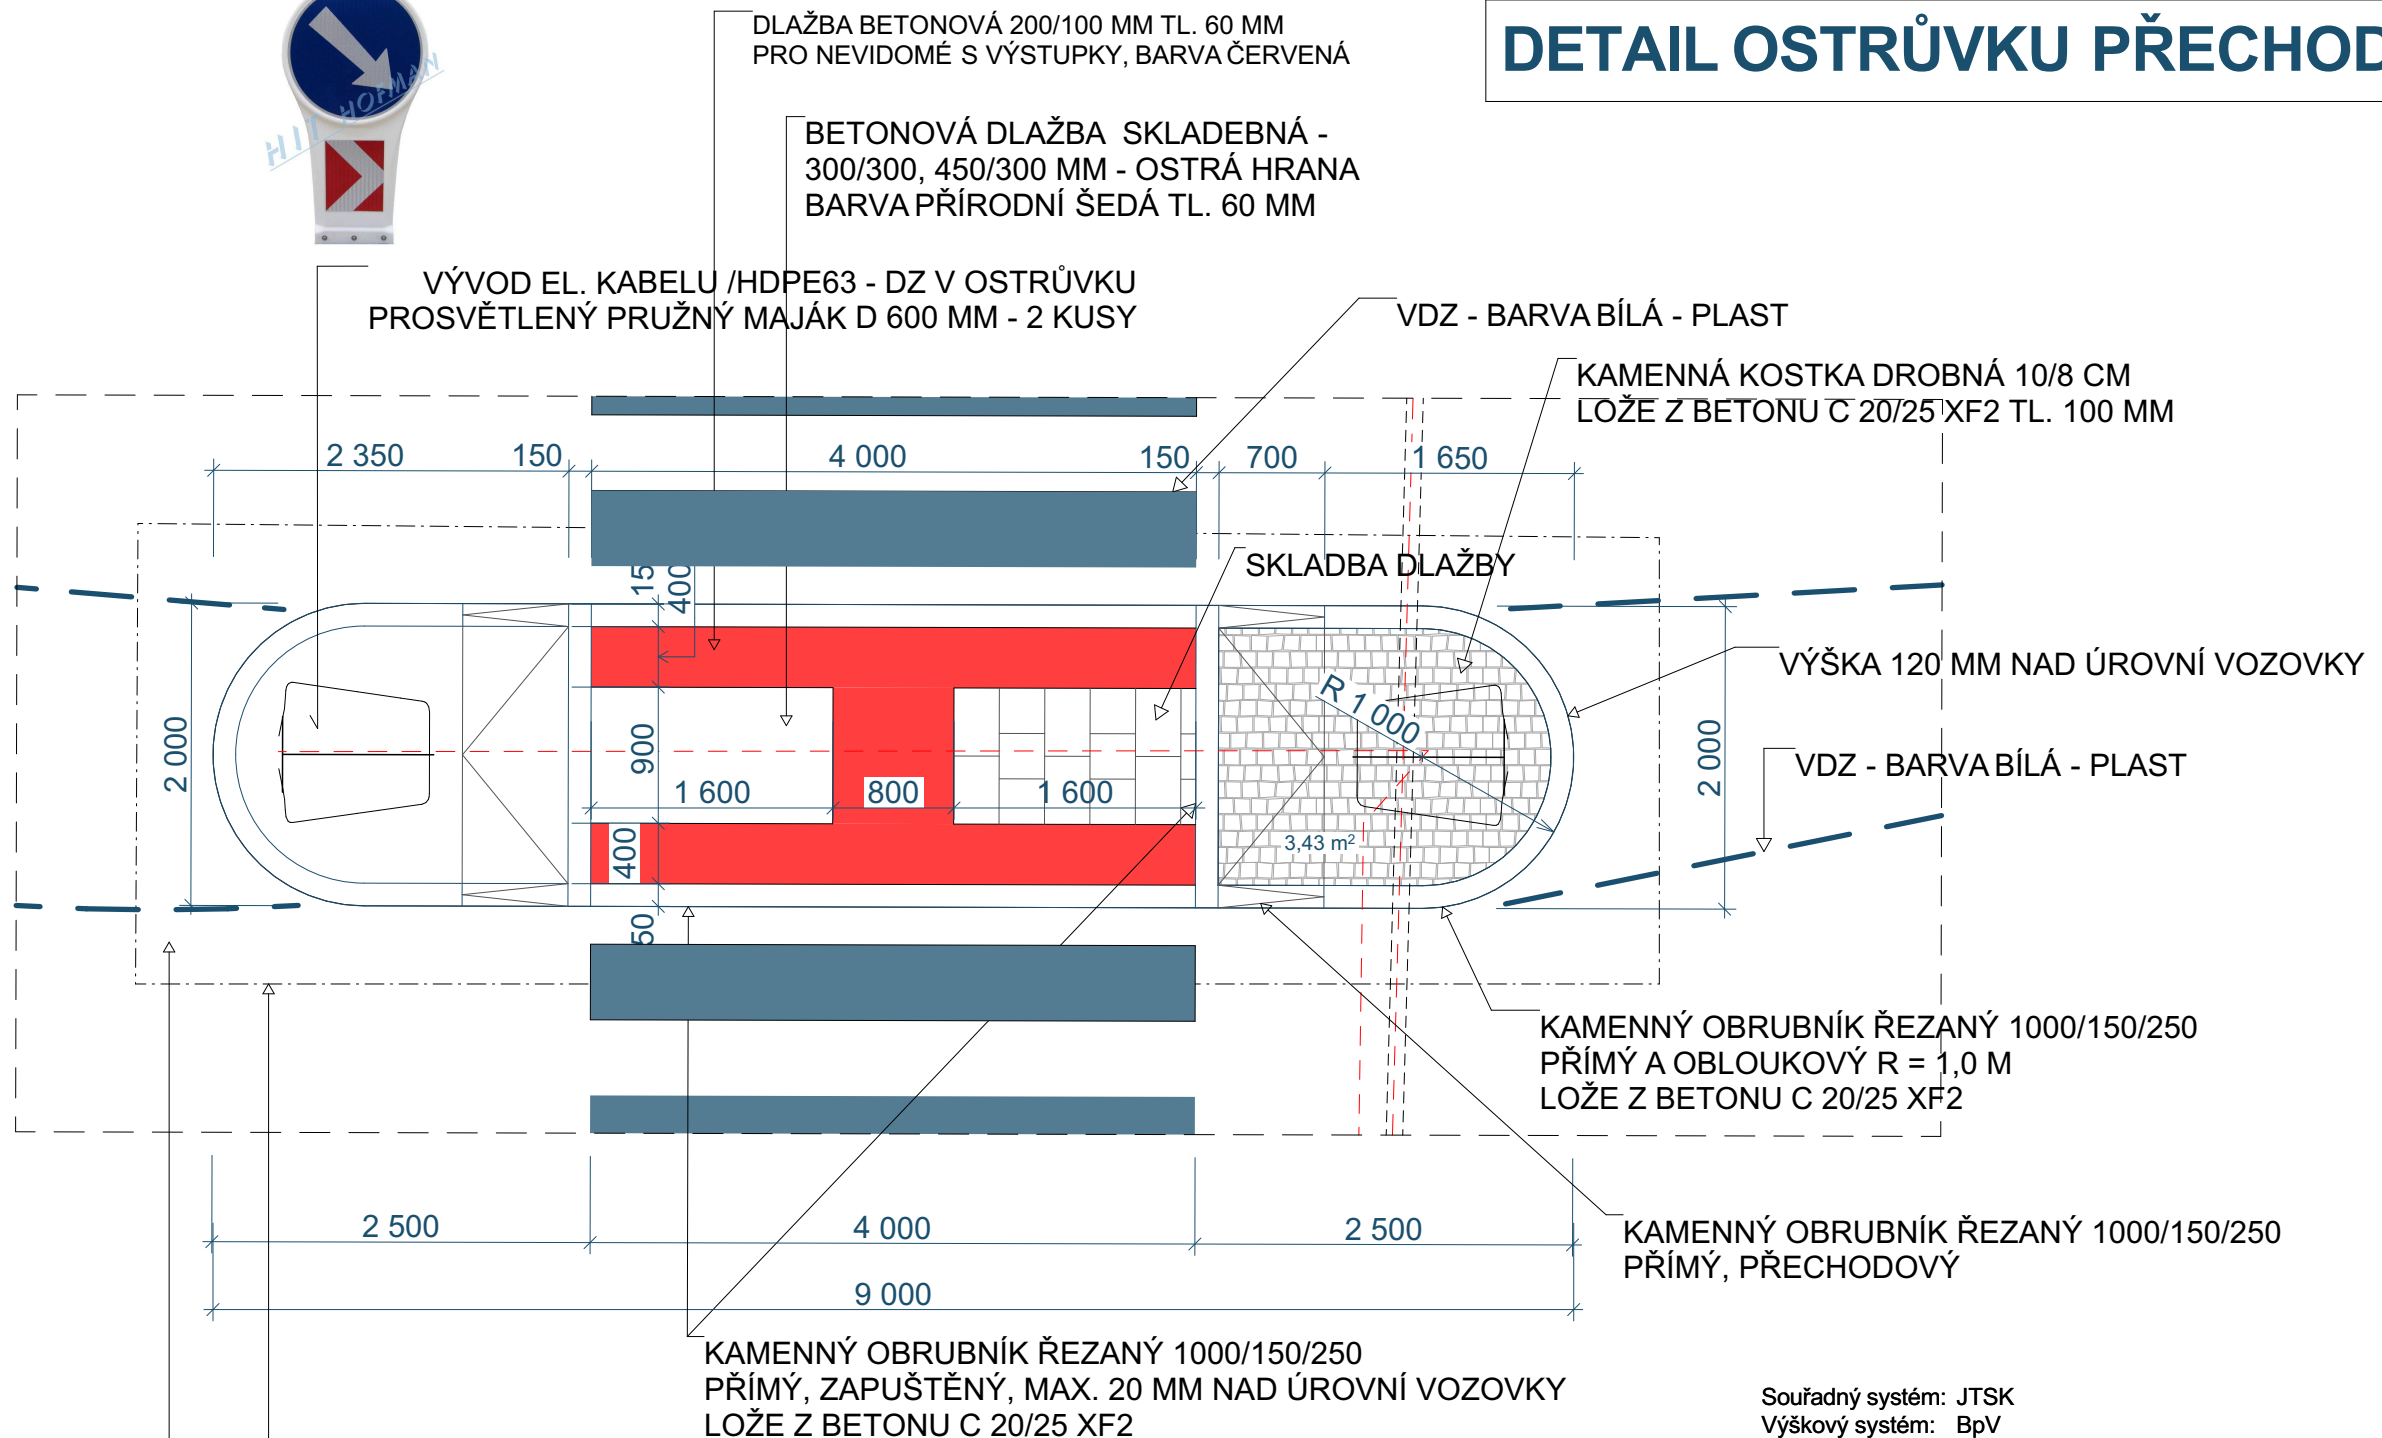 DLAŽBA BETONOVÁ 200/100 MM TL. 60 MM
PRO NEVIDOMÉ S VÝSTUPKY, BARVA ČERVENÁ
DETAIL OSTRŮVKU PŘECHOD
HIT HOFMAN
BETONOVÁ DLAŽBA SKLADEBNÁ -
300/300, 450/300 MM - OSTRÁ HRANA
BARVA PŘÍRODNÍ ŠEDÁ TL. 60 MM
VÝVOD EL. KABELU /HDPE63 - DZ V OSTRŮVKU
PROSVĚTLENÝ PRUŽNÝ MAJÁK D 600 MM - 2 KUSY
VDZ - BARVA BÍLÁ - PLAST
KAMENNÁ KOSTKA DROBNÁ 10/8 CM
LOŽE Z BETONU C 20/25 XF2 TL. 100 MM
2 350 150 4 000 150 700 1 650
SKLADBA DLAŽBY
15
400
VÝŠKA 120 MM NAD ÚROVNÍ VOZOVKY
R 1 000
2 000
900
2 000
VDZ - BARVA BÍLÁ - PLAST
1 600 800 1 600
400
3,43 m²
50
KAMENNÝ OBRUBNÍK ŘEZANÝ 1000/150/250
PŘÍMÝ A OBLOUKOVÝ R = 1,0 M
LOŽE Z BETONU C 20/25 XF2
2 500 4 000 2 500
KAMENNÝ OBRUBNÍK ŘEZANÝ 1000/150/250
PŘÍMÝ, PŘECHODOVÝ
9 000
KAMENNÝ OBRUBNÍK ŘEZANÝ 1000/150/250
PŘÍMÝ, ZAPUŠTĚNÝ, MAX. 20 MM NAD ÚROVNÍ VOZOVKY
LOŽE Z BETONU C 20/25 XF2
Souřadný systém: JTSK
Výškový systém: BpV